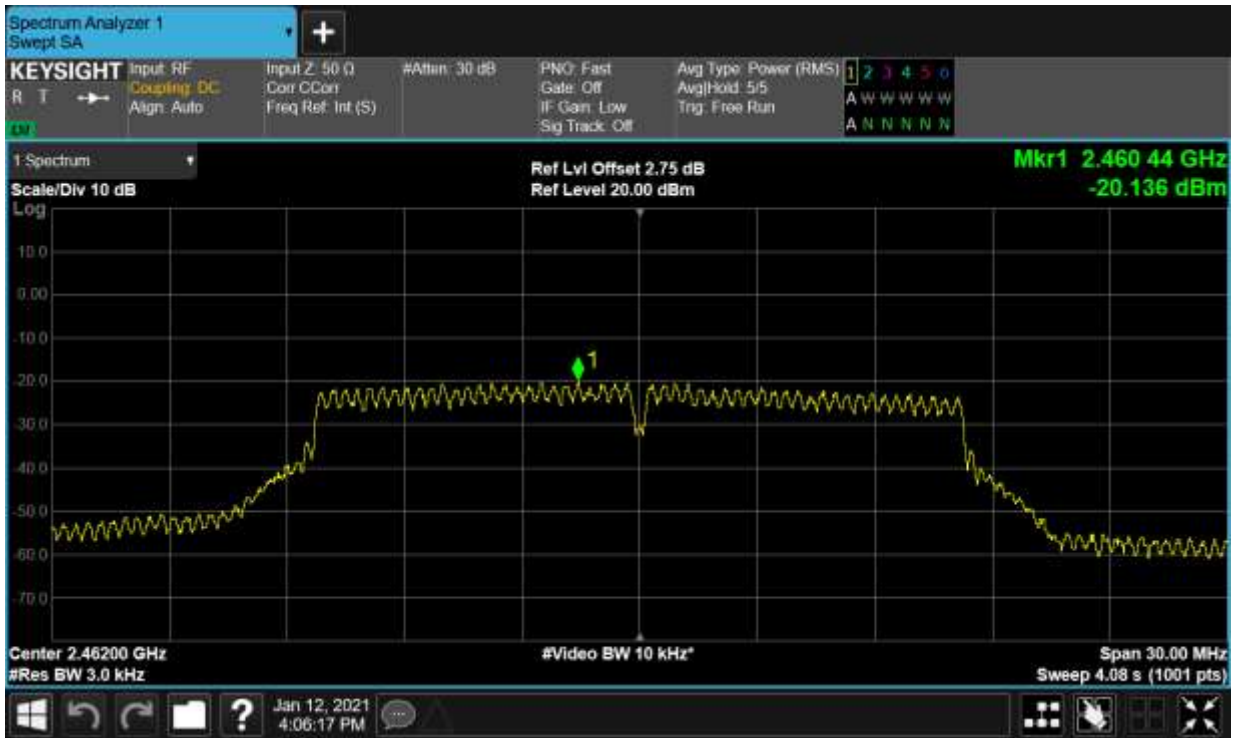 Spectrum Analyzer 1
Swept SA
+
KEYSIGHT Input: RF Input Z: 50 Ω #Atten: 30 dB PNO: Fast Avg Type: Power (RMS) 1 2 3 4 5 6
R T Coupling: DC Corr CCorr Gate: Off Avg|Hold: 5/5 A W W W W W
Align: Auto Freq Ref: Int (S) IF Gain: Low Trig: Free Run A N N N N N
Sig Track: Off
1 Spectrum
Ref Lvl Offset 2.75 dB
Mkr1 2.460 44 GHz
Scale/Div 10 dB
Ref Level 20.00 dBm
-20.136 dBm
Log
10.0
0.00
-10.0
1
-20.0
-30.0
-40.0
-50.0
-60.0
-70.0
Center 2.46200 GHz #Video BW 10 kHz* Span 30.00 MHz
#Res BW 3.0 kHz Sweep 4.08 s (1001 pts)
? Jan 12, 2021
4:06:17 PM